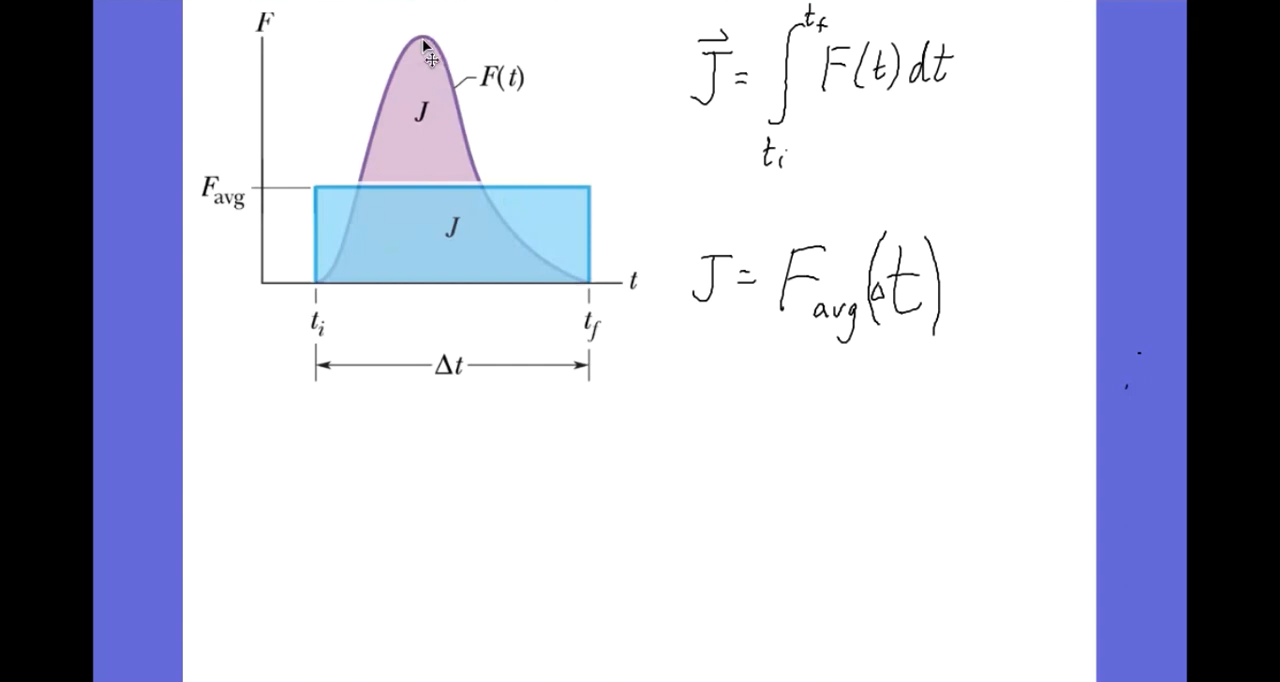 F
F(t)
J
F_avg
J
t
t_i
t_f
Δt
J⃗ = ∫ F(t) dt
t_f
t_i
J = F_avg (Δt)